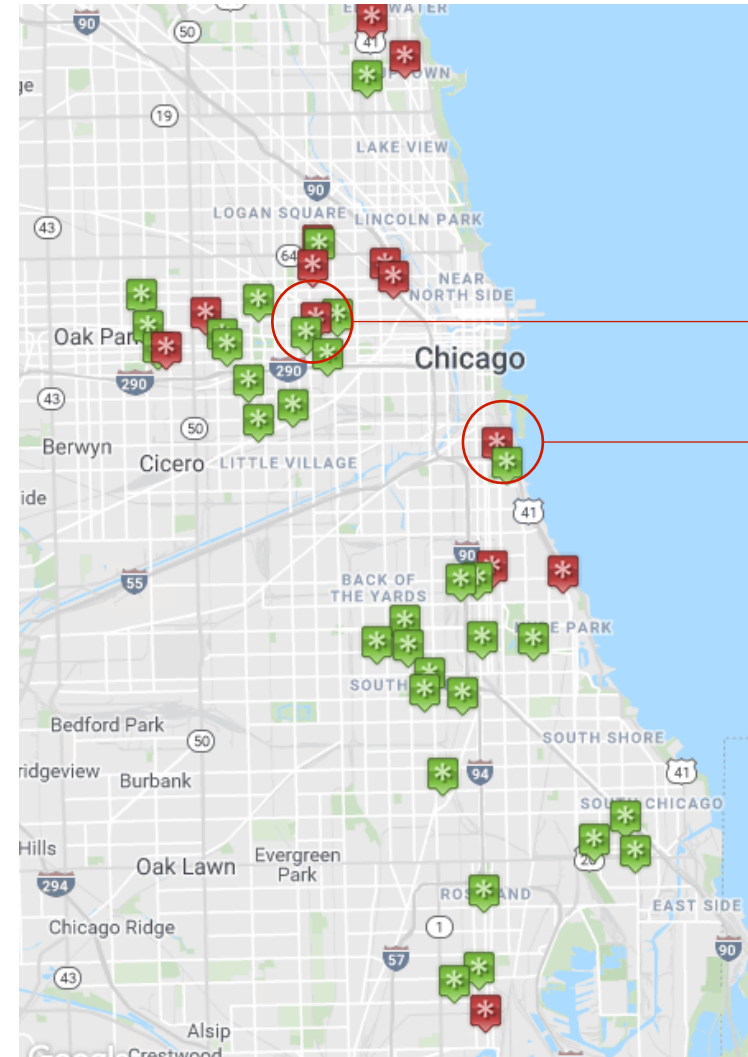 90
50
41
19
LAKE VIEW
90
LOGAN SQUARE
LINCOLN PARK
43
64
NEAR
NORTH SIDE
Oak
Chicago
290
290
43
50
Berwyn
Cicero
LITTLE VILLAGE
ide
41
90
55
BACK OF
THE YARDS
E PARK
SOUTH
Bedford Park
50
SOUTH SHORE
ridgeview
94
41
Burbank
CHICAGO
Hills
Evergreen
Park
Oak Lawn
294
EAST SIDE
Chicago Ridge
1
57
90
43
Alsip
Google
Crestwood